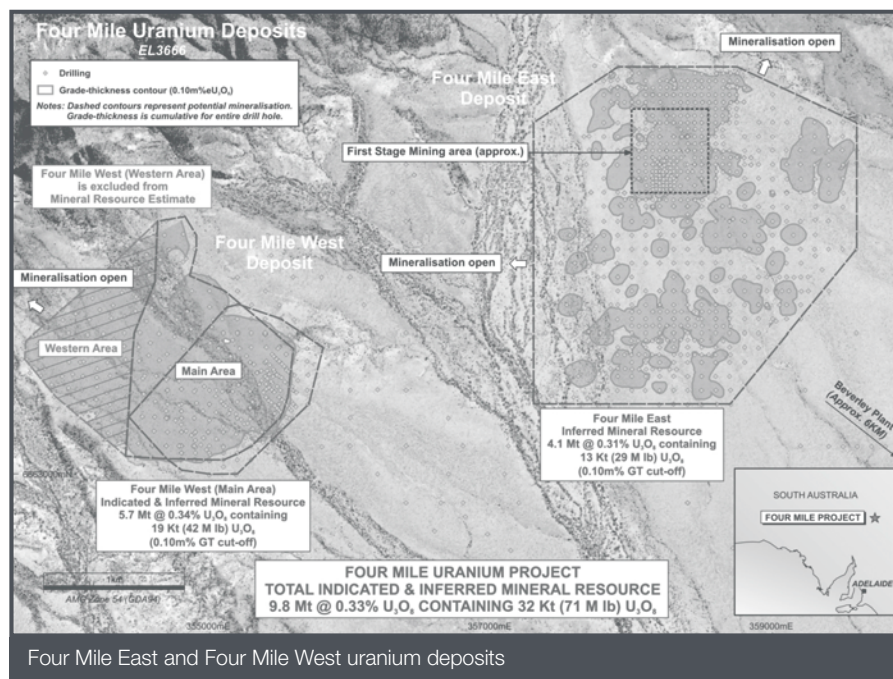 Four Mile Uranium Deposits
EL3666
Drilling
Grade-thickness contour (0.10m%eU₃O₈)
Notes: Dashed contours represent potential mineralisation.
Grade-thickness is cumulative for entire drill hole.
Mineralisation open
Four Mile East
Deposit
First Stage Mining area (approx.)
Four Mile West (Western Area)
is excluded from
Mineral Resource Estimate
Four Mile West
Deposit
Mineralisation open
Mineralisation open
Western Area
Main Area
Beverley Plant
(Approx. 6KM)
Four Mile East
Inferred Mineral Resource
4.1 Mt @ 0.31% U₃O₈ containing
13 Kt (29 M lb) U₃O₈
(0.10m% GT cut-off)
Four Mile West (Main Area)
Indicated & Inferred Mineral Resource
5.7 Mt @ 0.34% U₃O₈ containing
19 Kt (42 M lb) U₃O₈
(0.10m% GT cut-off)
SOUTH AUSTRALIA
FOUR MILE PROJECT
ADELAIDE
FOUR MILE URANIUM PROJECT
TOTAL INDICATED & INFERRED MINERAL RESOURCE
9.8 Mt @ 0.33% U₃O₈ CONTAINING 32 Kt (71 M lb) U₃O₈
1km
AMG Zone 54 (GDA94)
355000mE
357000mE
359000mE
Four Mile East and Four Mile West uranium deposits